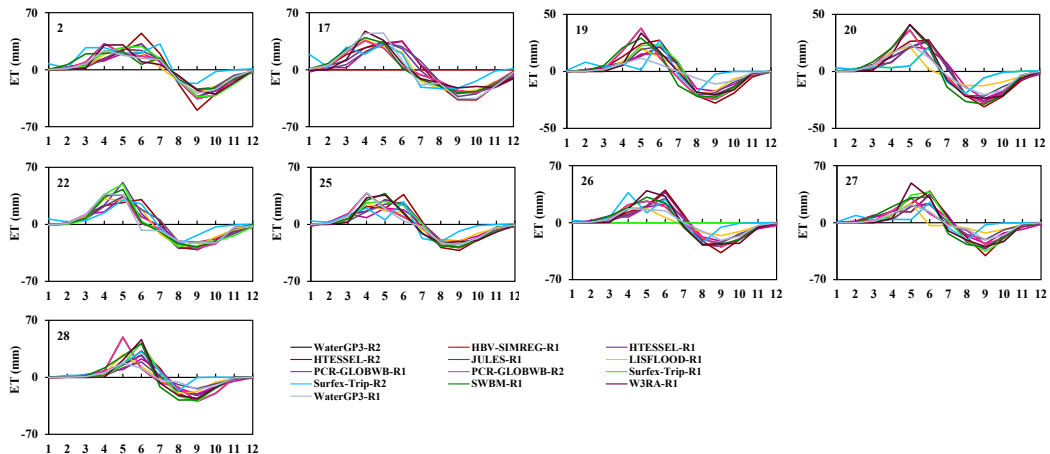 70 2 ET (mm) 0 -70 1 2 3 4 5 6 7 8 9 10 11 12
70 17 ET (mm) 0 -70 1 2 3 4 5 6 7 8 9 10 11 12
50 19 ET (mm) 0 -50 1 2 3 4 5 6 7 8 9 10 11 12
50 20 ET (mm) 0 -50 1 2 3 4 5 6 7 8 9 10 11 12
70 22 ET (mm) 0 -70 1 2 3 4 5 6 7 8 9 10 11 12
70 25 ET (mm) 0 -70 1 2 3 4 5 6 7 8 9 10 11 12
70 26 ET (mm) 0 -70 1 2 3 4 5 6 7 8 9 10 11 12
70 27 ET (mm) 0 -70 1 2 3 4 5 6 7 8 9 10 11 12
70 28 ET (mm) 0 -70 1 2 3 4 5 6 7 8 9 10 11 12
WaterGP3-R2 HBV-SIMREG-R1 HTESSEL-R1
HTESSEL-R2 JULES-R1 LISFLOOD-R1
PCR-GLOBWB-R1 PCR-GLOBWB-R2 Surfex-Trip-R1
Surfex-Trip-R2 SWBM-R1 W3RA-R1
WaterGP3-R1